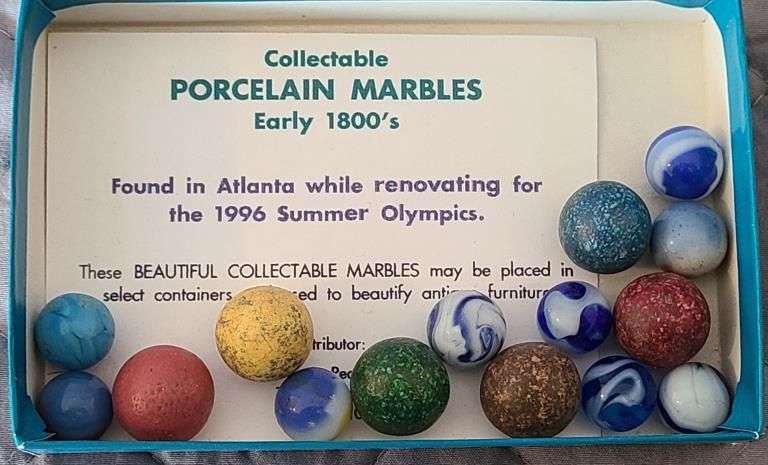 Collectable
PORCELAIN MARBLES
Early 1800's
Found in Atlanta while renovating for
the 1996 Summer Olympics.
These BEAUTIFUL COLLECTABLE MARBLES may be placed in
select containers to beautify